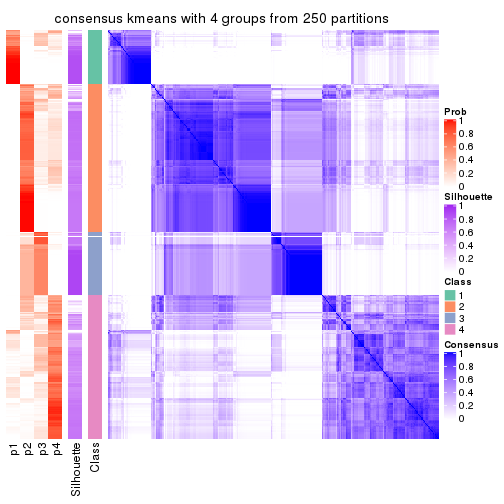 consensus kmeans with 4 groups from 250 partitions
Prob
1
0.8
0.6
0.4
0.2
0
Silhouette
1
0.8
0.6
0.4
0.2
0
Class
1
2
3
4
Consensus
1
0.8
0.6
0.4
0.2
0
p1
p2
p3
p4
Silhouette
Class